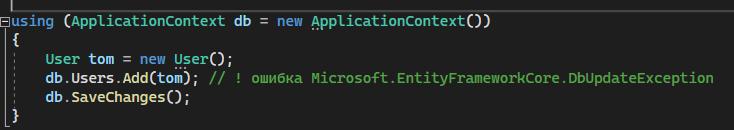 using (ApplicationContext db = new ApplicationContext())
{
User tom = new User();
db.Users.Add(tom); // ! ошибка Microsoft.EntityFrameworkCore.DbUpdateException
db.SaveChanges();
}